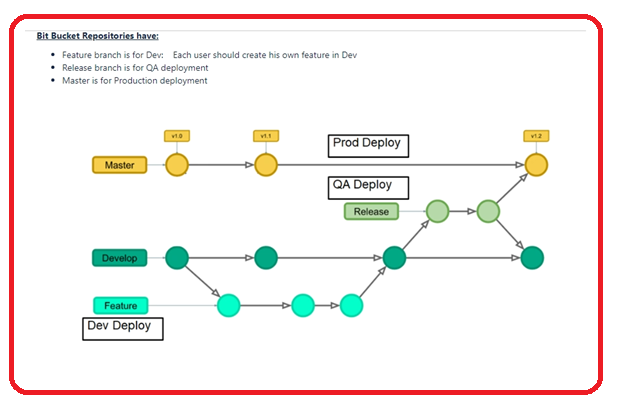 Bit Bucket Repositories have:
• Feature branch is for Dev: Each user should create his own feature in Dev
• Release branch is for QA deployment
• Master is for Production deployment
v1.0
v1.1
v1.2
Prod Deploy
Master
QA Deploy
Release
Develop
Feature
Dev Deploy